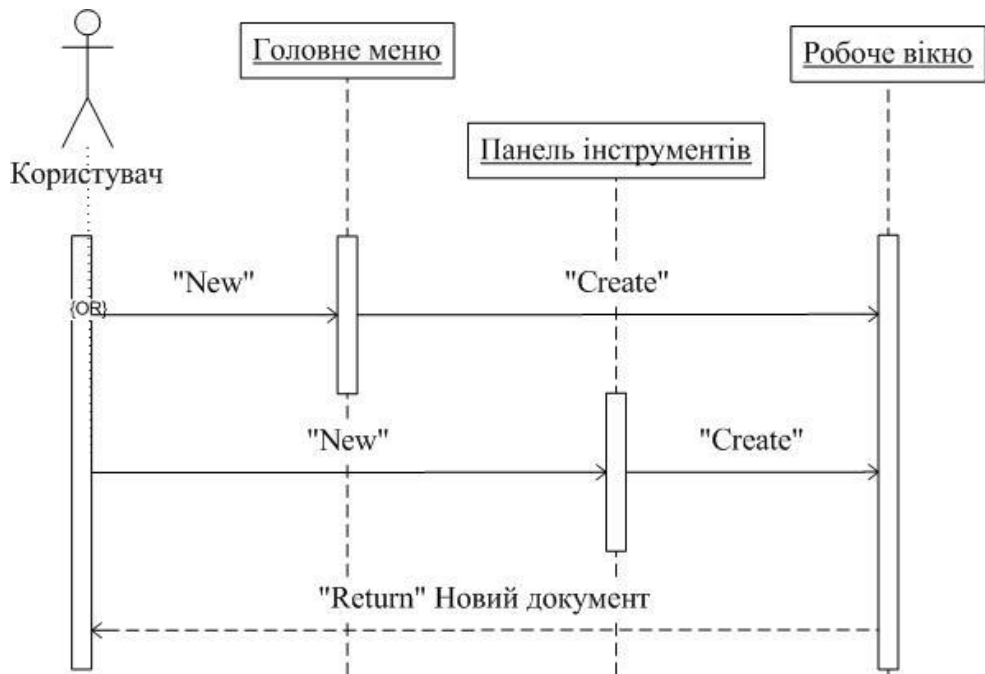 Головне меню
Робоче вікно
Панель інструментів
Користувач
"New"
"Create"
{OR}
"New"
"Create"
"Return" Новий документ